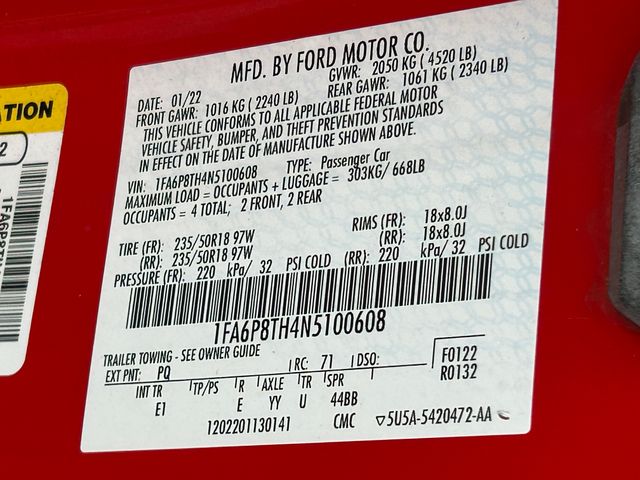 ATION
2
1FA6P8TH
MFD. BY FORD MOTOR CO.
DATE: 01/22 GVWR: 2050 KG ( 4520 LB)
FRONT GAWR: 1016 KG ( 2240 LB) REAR GAWR: 1061 KG ( 2340 LB)
THIS VEHICLE CONFORMS TO ALL APPLICABLE FEDERAL MOTOR
VEHICLE SAFETY, BUMPER, AND THEFT PREVENTION STANDARDS
IN EFFECT ON THE DATE OF MANUFACTURE SHOWN ABOVE.
VIN: 1FA6P8TH4N5100608 TYPE: Passenger Car
MAXIMUM LOAD = OCCUPANTS + LUGGAGE = 303KG/ 668LB
OCCUPANTS = 4 TOTAL; 2 FRONT, 2 REAR
TIRE (FR): 235/50R18 97W RIMS (FR): 18x8.0J
(RR): 235/50R18 97W (RR): 18x8.0J
PRESSURE (FR): 220 kPa/ 32 PSI COLD (RR): 220 kPa/ 32 PSI COLD
1FA6P8TH4N5100608
TRAILER TOWING - SEE OWNER GUIDE
EXT PNT: PQ RC: 71 DSO: F0122
R0132
INT TR TP/PS R AXLE TR SPR
E1 E YY U 44BB
1202201130141 CMC ▽5U5A-5420472-AA